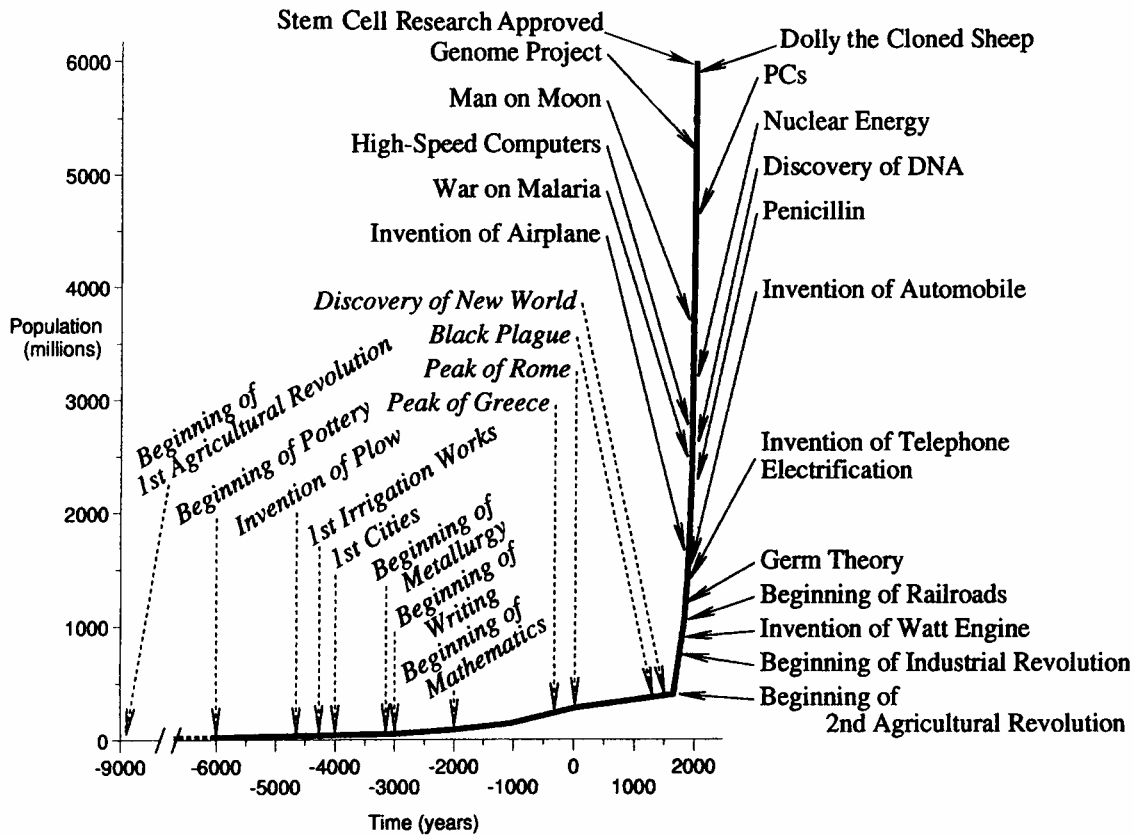 Stem Cell Research Approved
Genome Project
Man on Moon
High-Speed Computers
War on Malaria
Invention of Airplane
Discovery of New World
Black Plague
Peak of Rome
Peak of Greece
Dolly the Cloned Sheep
PCs
Nuclear Energy
Discovery of DNA
Penicillin
Invention of Automobile
Invention of Telephone
Electrification
Germ Theory
Beginning of Railroads
Invention of Watt Engine
Beginning of Industrial Revolution
Beginning of
2nd Agricultural Revolution
Beginning of
1st Agricultural Revolution
Beginning of Pottery
Invention of Plow
1st Irrigation Works
1st Cities
Beginning of
Metallurgy
Beginning of
Writing
Beginning of
Mathematics
Population
(millions)
6000
5000
4000
3000
2000
1000
0
-9000 -6000 -4000 -2000 0 2000
-5000 -3000 -1000 1000
Time (years)